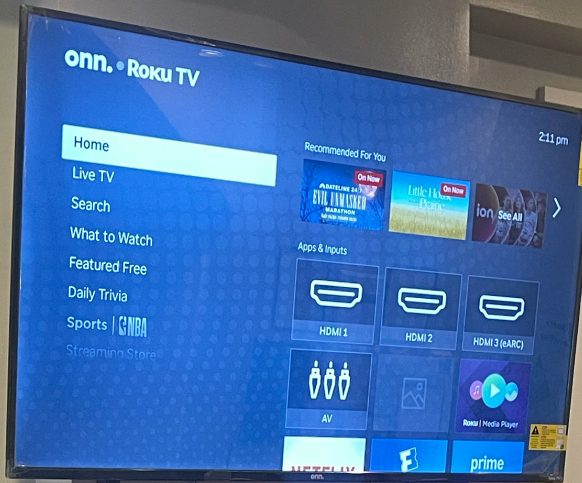 onn. • Roku TV
2:11 pm
Home
Live TV
Search
What to Watch
Featured Free
Daily Trivia
Sports | NBA
Streaming Store
Recommended For You
On Now
DATELINE 24/7
EVIL UNMASKED
MARATHON
On Now
Little House
Prairie
ion
See All
Apps & Inputs
HDMI 1
HDMI 2
HDMI 3 (eARC)
AV
Roku | Media Player
NETFLIX
F
prime
onn.